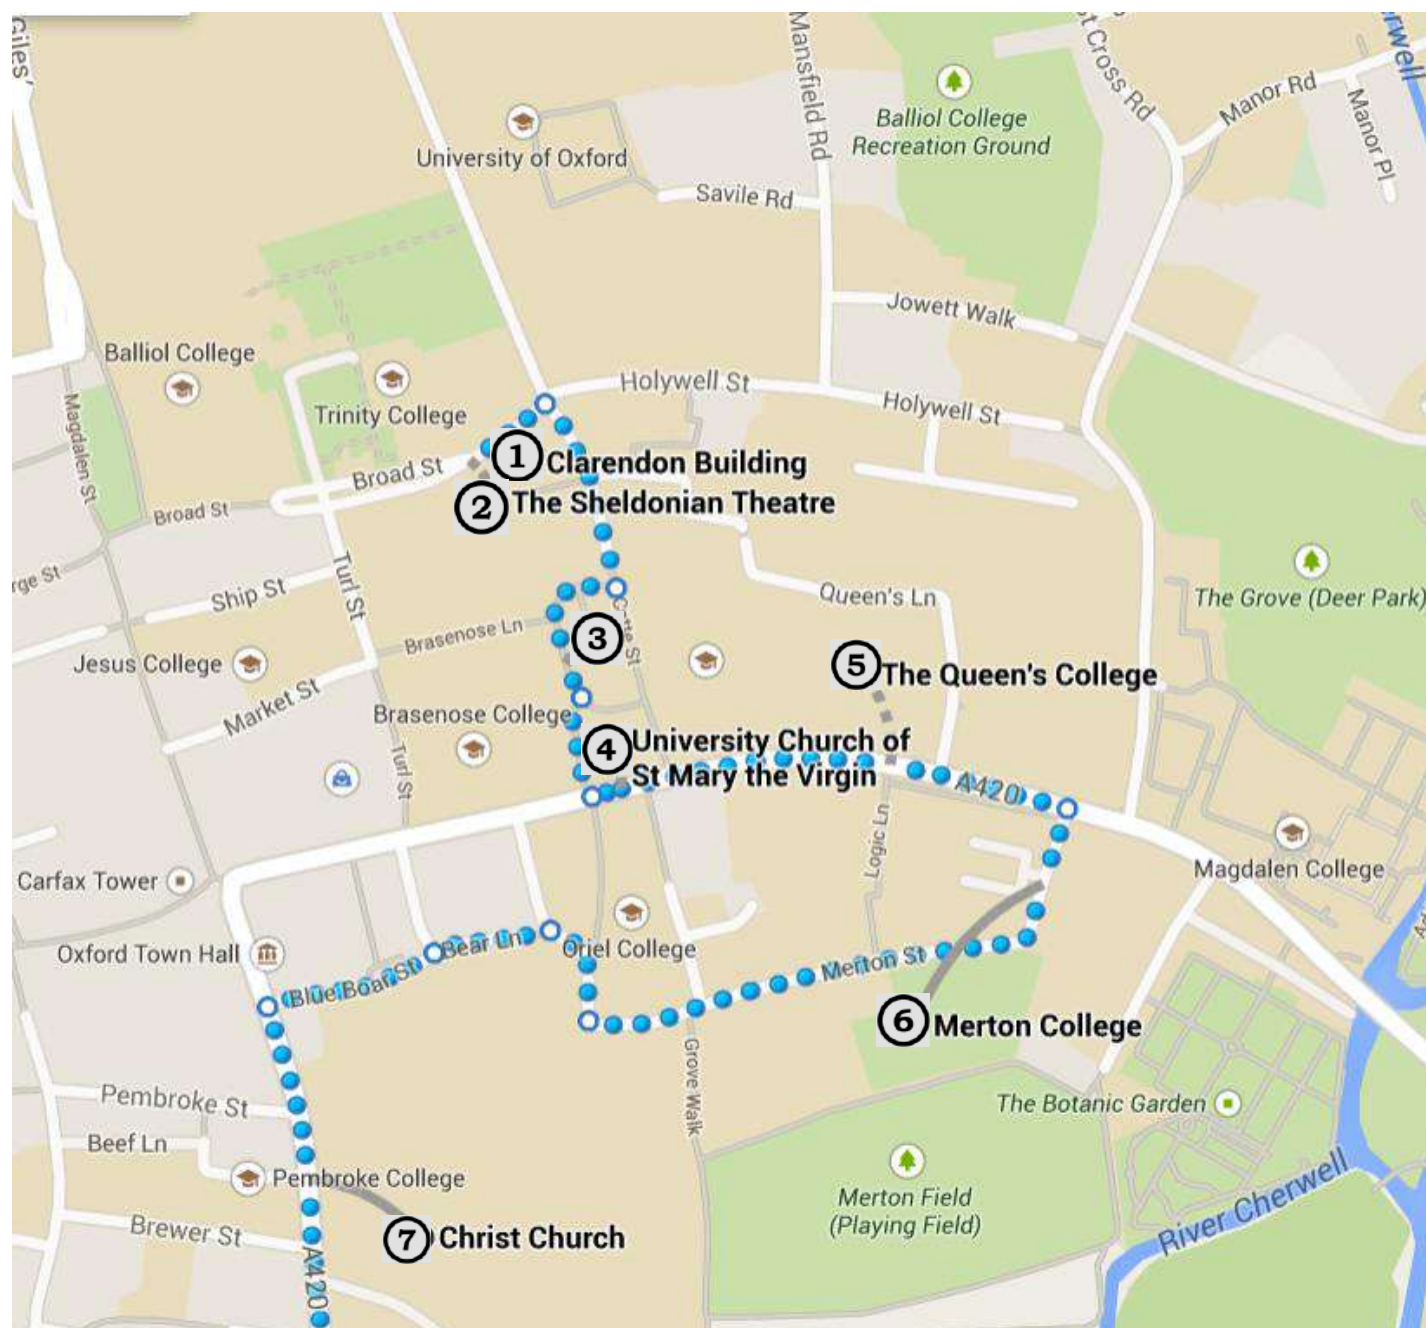 Giles'
Mansfield Rd
st Cross Rd
Manor Rd
Manor Pl
erwell
Balliol College
Recreation Ground
University of Oxford
Savile Rd
Jowett Walk
Balliol College
Trinity College
Magdalen St
Holywell St
Holywell St
Broad St
Broad St
1 Clarendon Building
2 The Sheldonian Theatre
rge St
Ship St
Turl St
Queen's Ln
The Grove (Deer Park)
Brasenose Ln
3
Catte St
Jesus College
Market St
5 The Queen's College
Brasenose College
4 University Church of
St Mary the Virgin
Turl St
A420
Logic Ln
Magdalen College
Carfax Tower
Oxford Town Hall
Bear Ln
Oriel College
Blue Boar St
Merton St
6 Merton College
Grove Walk
Pembroke St
The Botanic Garden
Beef Ln
Pembroke College
Merton Field
(Playing Field)
River Cherwell
Brewer St
7 Christ Church
A420